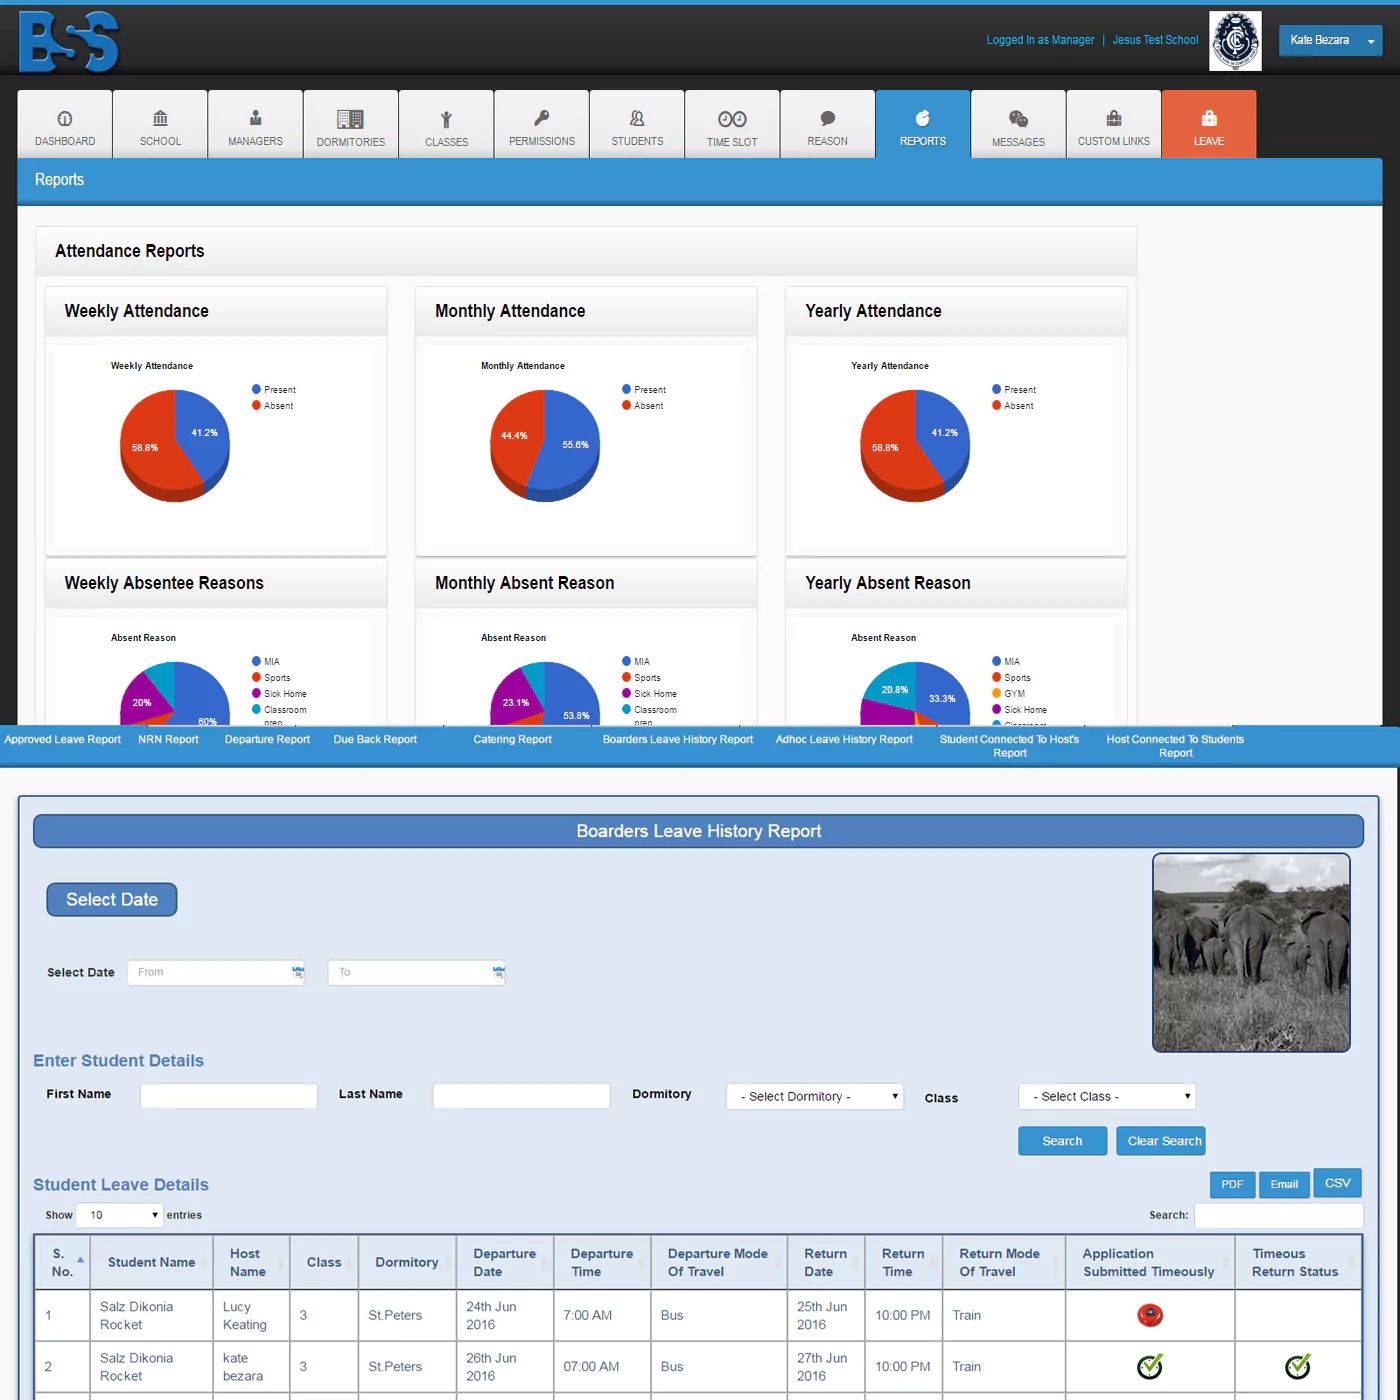 BSS
Logged In as Manager | Jesus Test School
Kate Bezara
DASHBOARD SCHOOL MANAGERS DORMITORIES CLASSES PERMISSIONS STUDENTS TIME SLOT REASON REPORTS MESSAGES CUSTOM LINKS LEAVE
Reports
Attendance Reports
Weekly Attendance Monthly Attendance Yearly Attendance
Weekly Attendance Monthly Attendance Yearly Attendance
Present Present Present
Absent Absent Absent
41.2% 58.8% 44.4% 55.6% 41.2% 58.8%
Weekly Absentee Reasons Monthly Absent Reason Yearly Absent Reason
Absent Reason Absent Reason Absent Reason
MIA MIA MIA
Sports Sports Sports
Sick Home Sick Home GYM
Classroom Classroom Sick Home
prep prep Classroom
20% 60% 23.1% 53.8% 20.8% 33.3%
Approved Leave Report NRN Report Departure Report Due Back Report Catering Report Boarders Leave History Report Adhoc Leave History Report Student Connected To Host's Host Connected To Students
Report Report
Boarders Leave History Report
Select Date
Select Date From To
Enter Student Details
First Name Last Name Dormitory - Select Dormitory - Class - Select Class -
Search Clear Search
Student Leave Details
PDF Email CSV
Show 10 entries Search:
S. Host Departure Departure Departure Mode Return Return Return Mode Application Timeous
Student Name Class Dormitory
No. Name Date Time Of Travel Date Time Of Travel Submitted Timeously Return Status
Salz Dikonia Lucy 24th Jun 25th Jun
1 3 St.Peters 7:00 AM Bus 10:00 PM Train
Rocket Keating 2016 2016
Salz Dikonia kate 26th Jun 27th Jun
2 3 St.Peters 07:00 AM Bus 10:00 PM Train
Rocket bezara 2016 2016